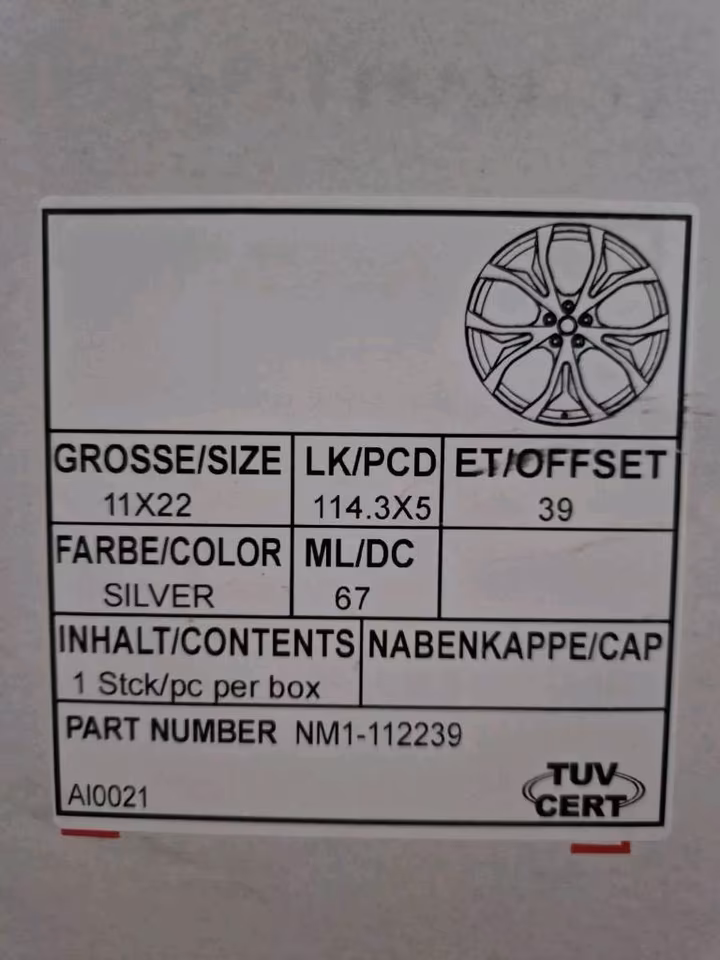 GROSSE/SIZE LK/PCD ET/OFFSET
11X22 114.3X5 39
FARBE/COLOR ML/DC
SILVER 67
INHALT/CONTENTS NABENKAPPE/CAP
1 Stck/pc per box
PART NUMBER NM1-112239
AI0021
TUV
CERT